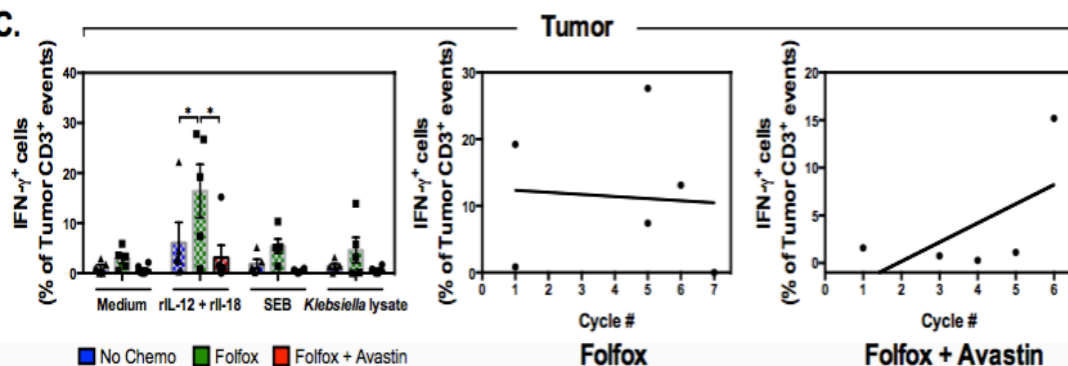 C.
Tumor
IFN-γ+ cells
(% of Tumor CD3+ events)
40
30
20
10
0
* *
Medium rIL-12 + rIl-18 SEB Klebsiella lysate
No Chemo Folfox Folfox + Avastin
IFN-γ+ cells
(% of Tumor CD3+ events)
30
20
10
0
0 1 2 3 4 5 6 7
Cycle #
Folfox
IFN-γ+ cells
(% of Tumor CD3+ events)
20
15
10
5
0
0 1 2 3 4 5 6
Cycle #
Folfox + Avastin